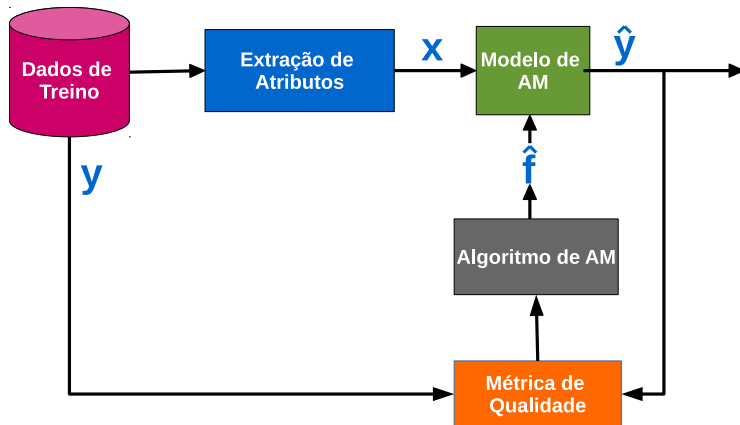 Dados de
Treino
Extração de
Atributos
x
Modelo de
AM
ŷ
y
f̂
Algoritmo de AM
Métrica de
Qualidade